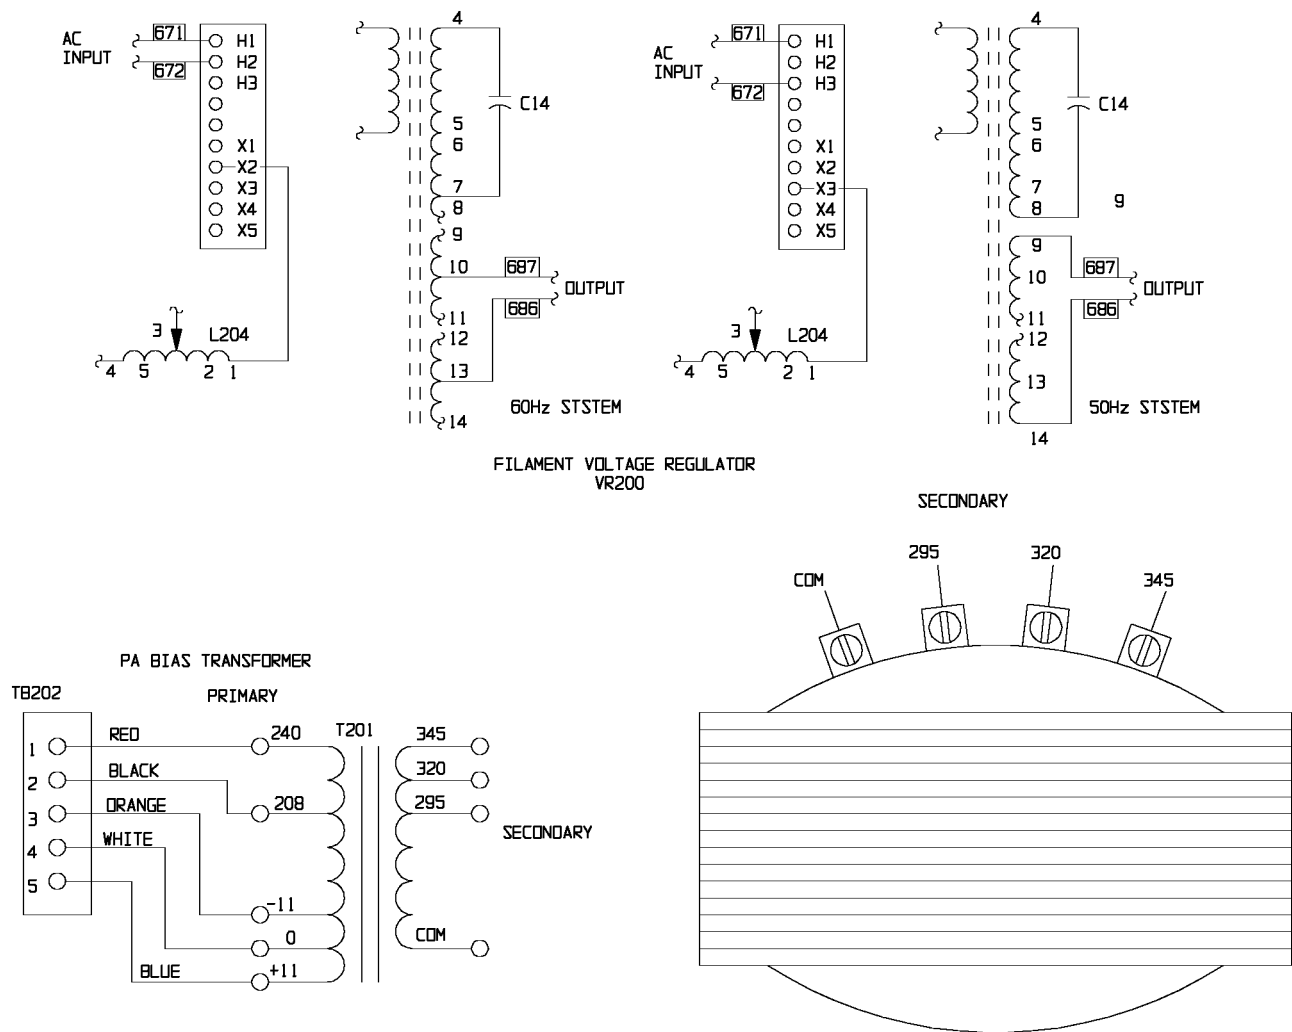 AC
INPUT
671
672
H1
H2
H3
X1
X2
X3
X4
X5
3
L204
4 5 2 1
4
C14
5
6
7
8
9
10
687
OUTPUT
686
11
12
13
14
60Hz STSTEM
AC
INPUT
671
672
H1
H2
H3
X1
X2
X3
X4
X5
3
L204
4 5 2 1
4
C14
5
6
7
8
9
9
10
687
OUTPUT
686
11
12
13
14
50Hz STSTEM
FILAMENT VOLTAGE REGULATOR
VR200
PA BIAS TRANSFORMER
TB202
PRIMARY
1 RED 240
2 BLACK 208
3 ORANGE -11
4 WHITE 0
5 BLUE +11
T201
345
320
295
COM
SECONDARY
SECONDARY
COM
295
320
345